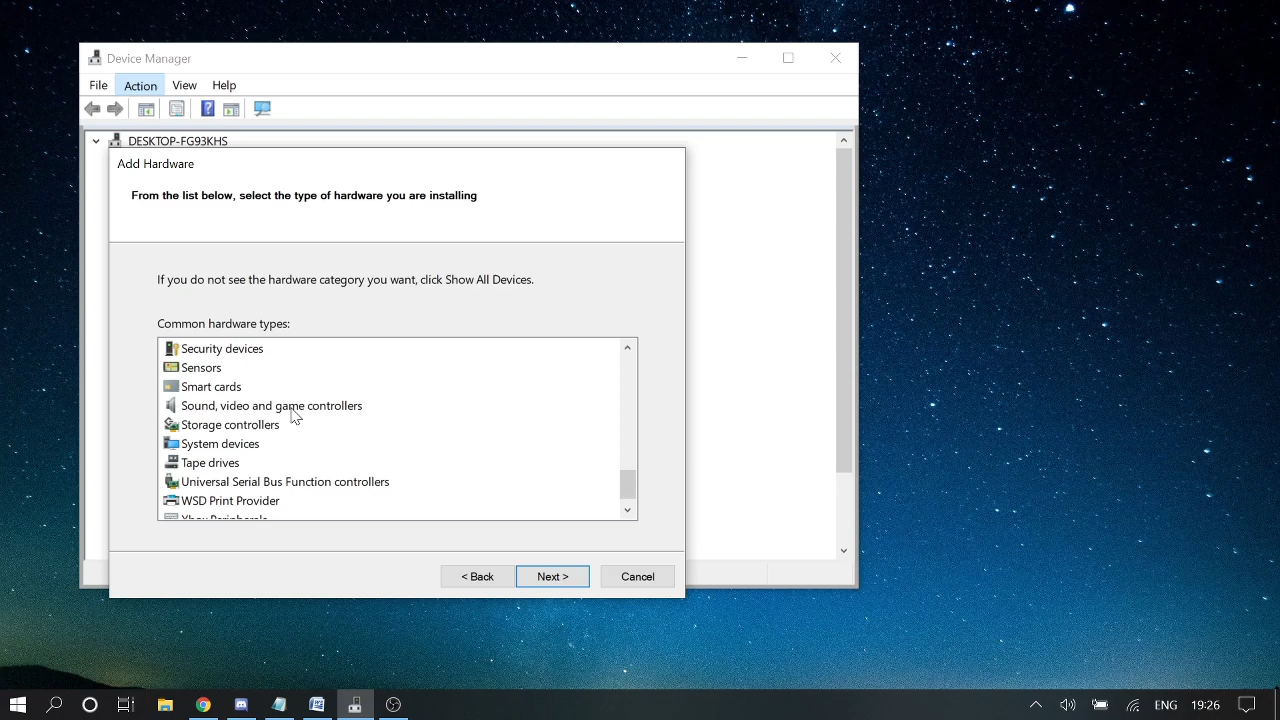 Device Manager
File Action View Help
DESKTOP-FG93KHS
Add Hardware
From the list below, select the type of hardware you are installing
If you do not see the hardware category you want, click Show All Devices.
Common hardware types:
Security devices
Sensors
Smart cards
Sound, video and game controllers
Storage controllers
System devices
Tape drives
Universal Serial Bus Function controllers
WSD Print Provider
Xbox Peripherals
< Back Next > Cancel
ENG 19:26